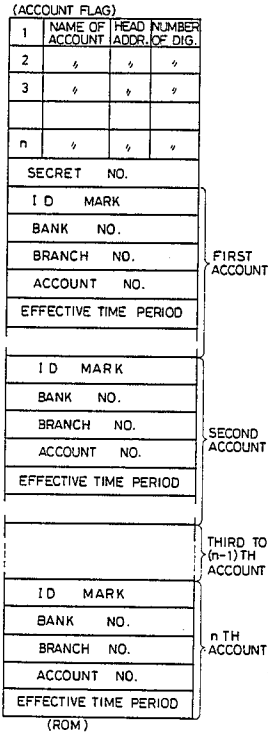 (ACCOUNT FLAG)
1 NAME OF ACCOUNT HEAD ADDR. NUMBER OF DIG.
2 〃 〃 〃
3 〃 〃 〃
n 〃 〃 〃
SECRET NO.
ID MARK
BANK NO.
BRANCH NO.
ACCOUNT NO.
EFFECTIVE TIME PERIOD
FIRST
ACCOUNT
ID MARK
BANK NO.
BRANCH NO.
ACCOUNT NO.
EFFECTIVE TIME PERIOD
SECOND
ACCOUNT
THIRD TO
(n-1)TH
ACCOUNT
ID MARK
BANK NO.
BRANCH NO.
ACCOUNT NO.
EFFECTIVE TIME PERIOD
n TH
ACCOUNT
(ROM)